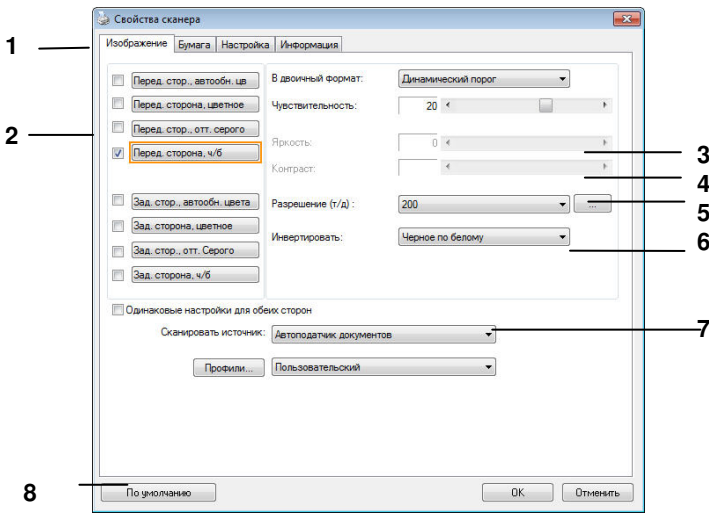 Свойства сканера
1
Изображение Бумага Настройка Информация
Перед. стор., автообн. цв
В двоичный формат: Динамический порог
Перед. сторона, цветное
Чувствительность: 20
2
Перед. стор., отт. серого
Яркость: 0
Перед. сторона, ч/б
3
Контраст:
4
Зад. стор., автообн. цвета
Разрешение (т/д) : 200 ...
5
Зад. сторона, цветное
Инвертировать: Черное по белому
6
Зад. стор., отт. Серого
Зад. сторона, ч/б
Одинаковые настройки для обеих сторон
Сканировать источник: Автоподатчик документов
7
Профили... Пользовательский
8
По умолчанию OK Отменить